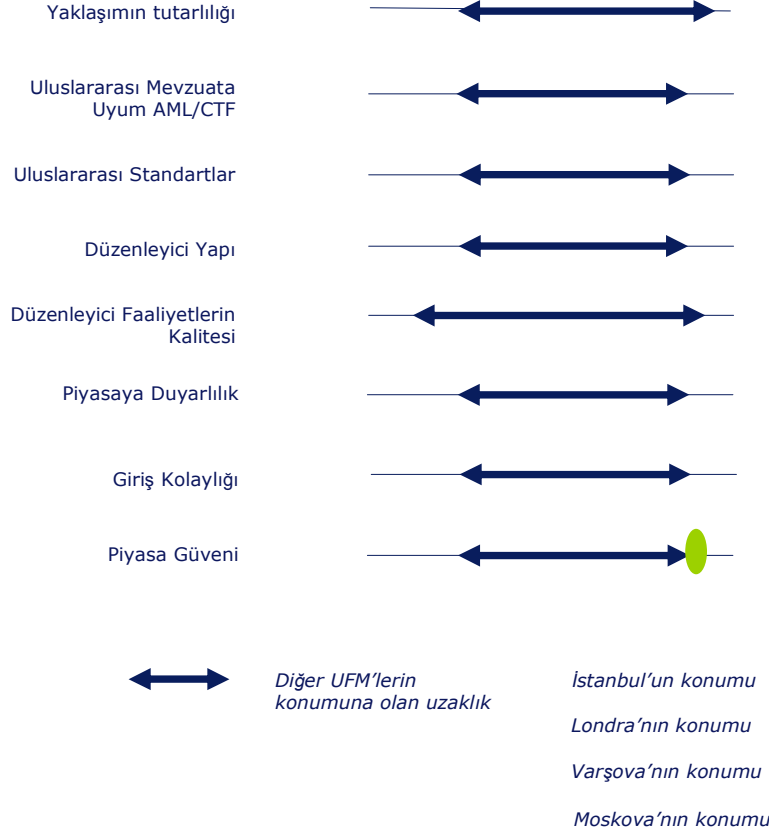 Yaklaşımın tutarlılığı
Uluslararası Mevzuata
Uyum AML/CTF
Uluslararası Standartlar
Düzenleyici Yapı
Düzenleyici Faaliyetlerin
Kalitesi
Piyasaya Duyarlılık
Giriş Kolaylığı
Piyasa Güveni
Diğer UFM’lerin
konumuna olan uzaklık
İstanbul’un konumu
Londra’nın konumu
Varşova’nın konumu
Moskova’nın konumu